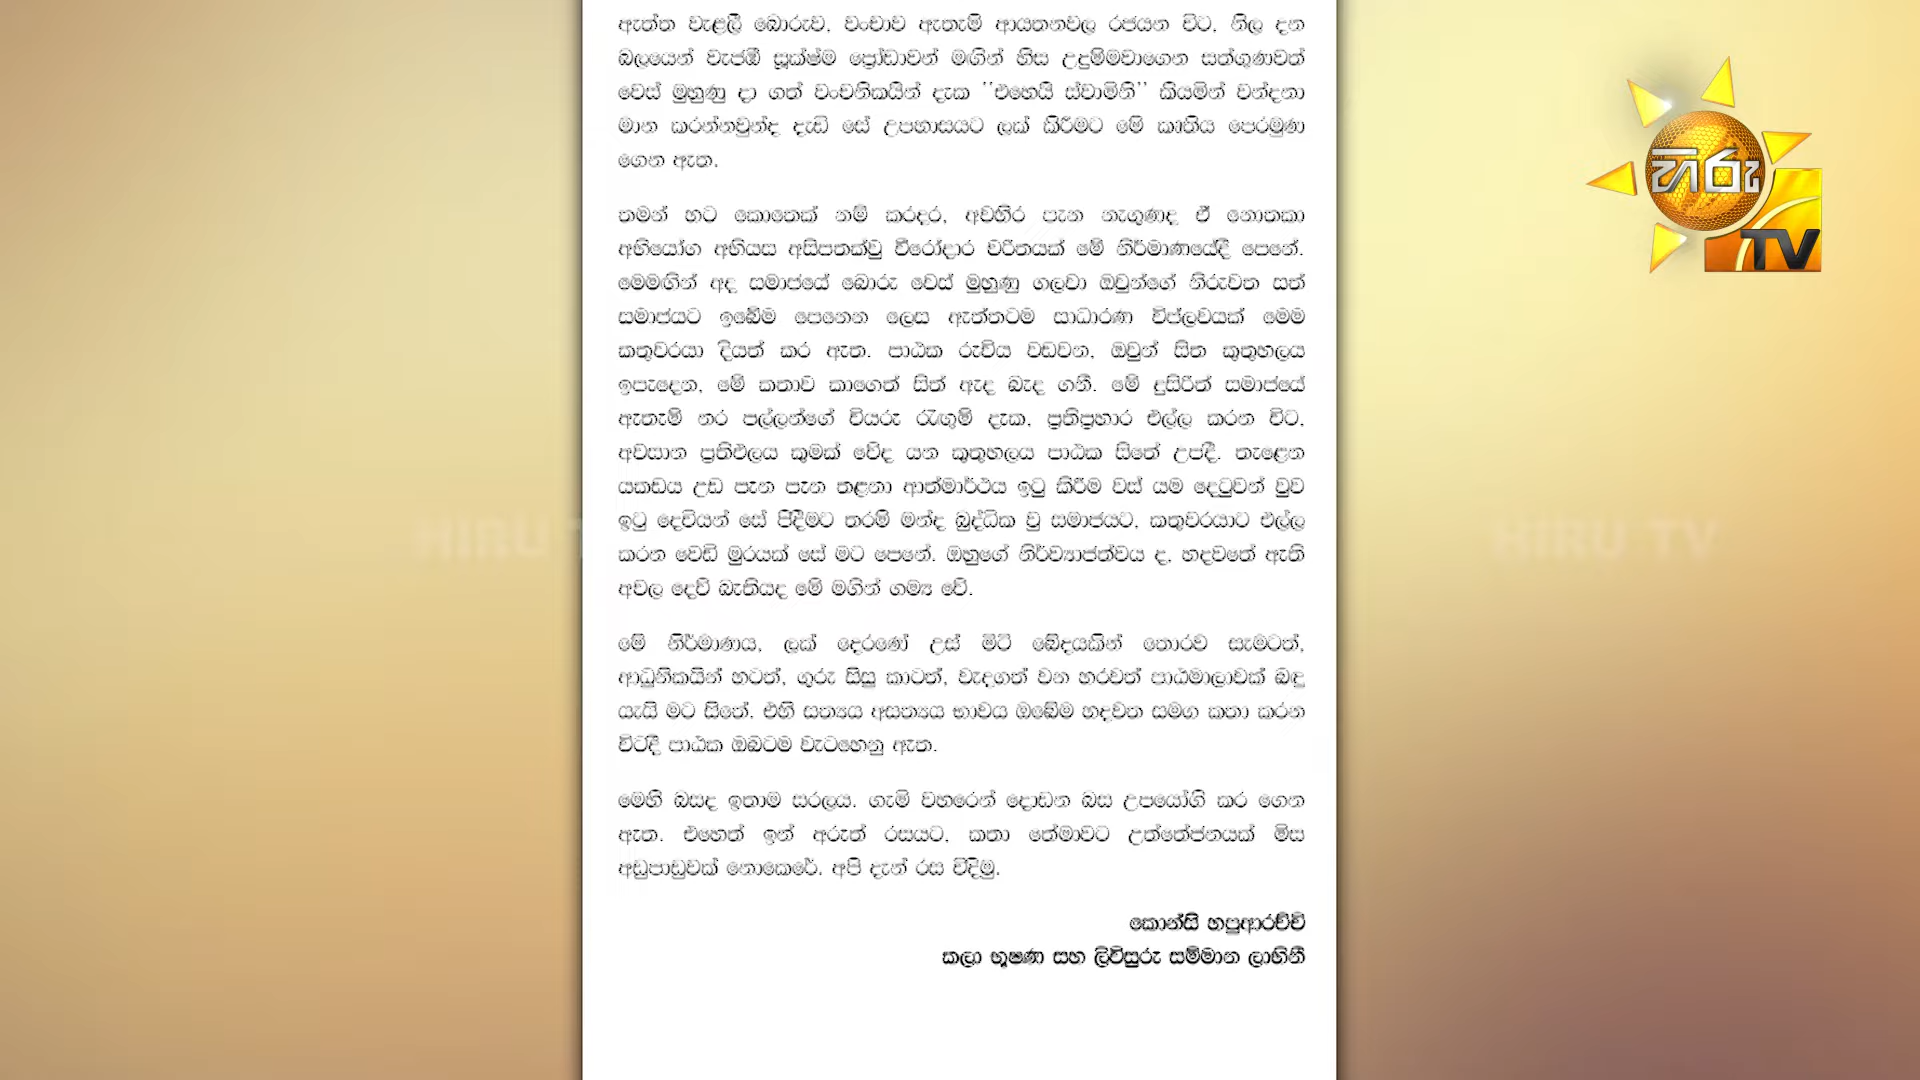 ඇත්ත වැළලී බොරුව, වංචාව ඇතැම් ආයතනවල රජයන විට, නිල දන
බලයෙන් වැජඹී සූක්ෂ්ම ප්‍රෝඩාවන් මඟින් හිස උදුම්මවාගෙන සත්ගුණවත්
වෙස් මුහුණු දා ගත් වංචනිකයින් දැක "එහෙයි ස්වාමිනි" කියමින් වන්දනා
මාන කරන්නවුන්ද දැඩි සේ උපහාසයට ලක් කිරීමට මේ කෘතිය පෙරමුණ
ගෙන ඇත.
තමන් හට කොතෙක් නම් කරදර, අවහිර පැන නැගුණද ඒ නොතකා
අභියෝග අභියස අසිපතක්වු විරෝදාර චරිතයක් මේ නිර්මාණයේදී පෙනේ.
මෙමඟින් අද සමාජයේ බොරු වෙස් මුහුණු ගලවා ඔවුන්ගේ නිරුවත සත්
සමාජයට ඉබේම පෙනෙන ලෙස ඇත්තටම සාධාරණ විප්ලවයක් මෙම
කතුවරයා දියත් කර ඇත. පාඨක රුචිය වඩවන, ඔවුන් සිත කුතුහලය
ඉපැදෙන, මේ කතාව කාගෙත් සිත් ඇද බැද ගනී. මේ දුසිරිත් සමාජයේ
ඇතැම් නර පල්ලන්ගේ වියරු රැඟුම් දැක, ප්‍රතිප්‍රහාර එල්ල කරන විට,
අවසාන ප්‍රතිඵලය කුමක් වේද යන කුතුහලය පාඨක සිතේ උපදී. තැළෙන
යකඩය උඩ පැන පැන තළනා ආත්මාර්ථය ඉටු කිරීම වස් යම් දෙටුවන් වුව
ඉටු දෙවියන් සේ පිදීමට තරම් මන්ද බුද්ධික වු සමාජයට, කතුවරයාට එල්ල
කරන වෙඩි මුරයක් සේ මට පෙනේ. ඔහුගේ නිර්ව්‍යාජත්වය ද, හදවතේ ඇති
අචල දෙවි බැතියද මේ මගින් ගම්‍ය වේ.
මේ නිර්මාණය, ලක් දෙරණේ උස් මිටි භේදයකින් තොරව සැමටත්,
ආධුනිකයින් හටත්, ගුරු සිසු කාටත්, වැදගත් වන හරවත් පාඨමාලාවක් බඳු
යැයි මට සිතේ. එහි සත්‍යය අසත්‍යය භාවය ඔබේම හදවත සමග කතා කරන
විටදී පාඨක ඔබටම වැටහෙනු ඇත.
මෙහි බසද ඉතාම සරලය. ගැමි වහරෙන් දොඩන බස උපයෝගි කර ගෙන
ඇත. එහෙත් ඉන් අරුත් රසයට, කතා තේමාවට උත්තේජනයක් මිස
අඩුපාඩුවක් නොකෙරේ. අපි දැන් රස විදිමු.
කොන්සි හපුආරච්චි
කලා භූෂණ සහ ලිවිසුරු සම්මාන ලාභිනී
හිරු
TV
HIRU T
HIRU TV